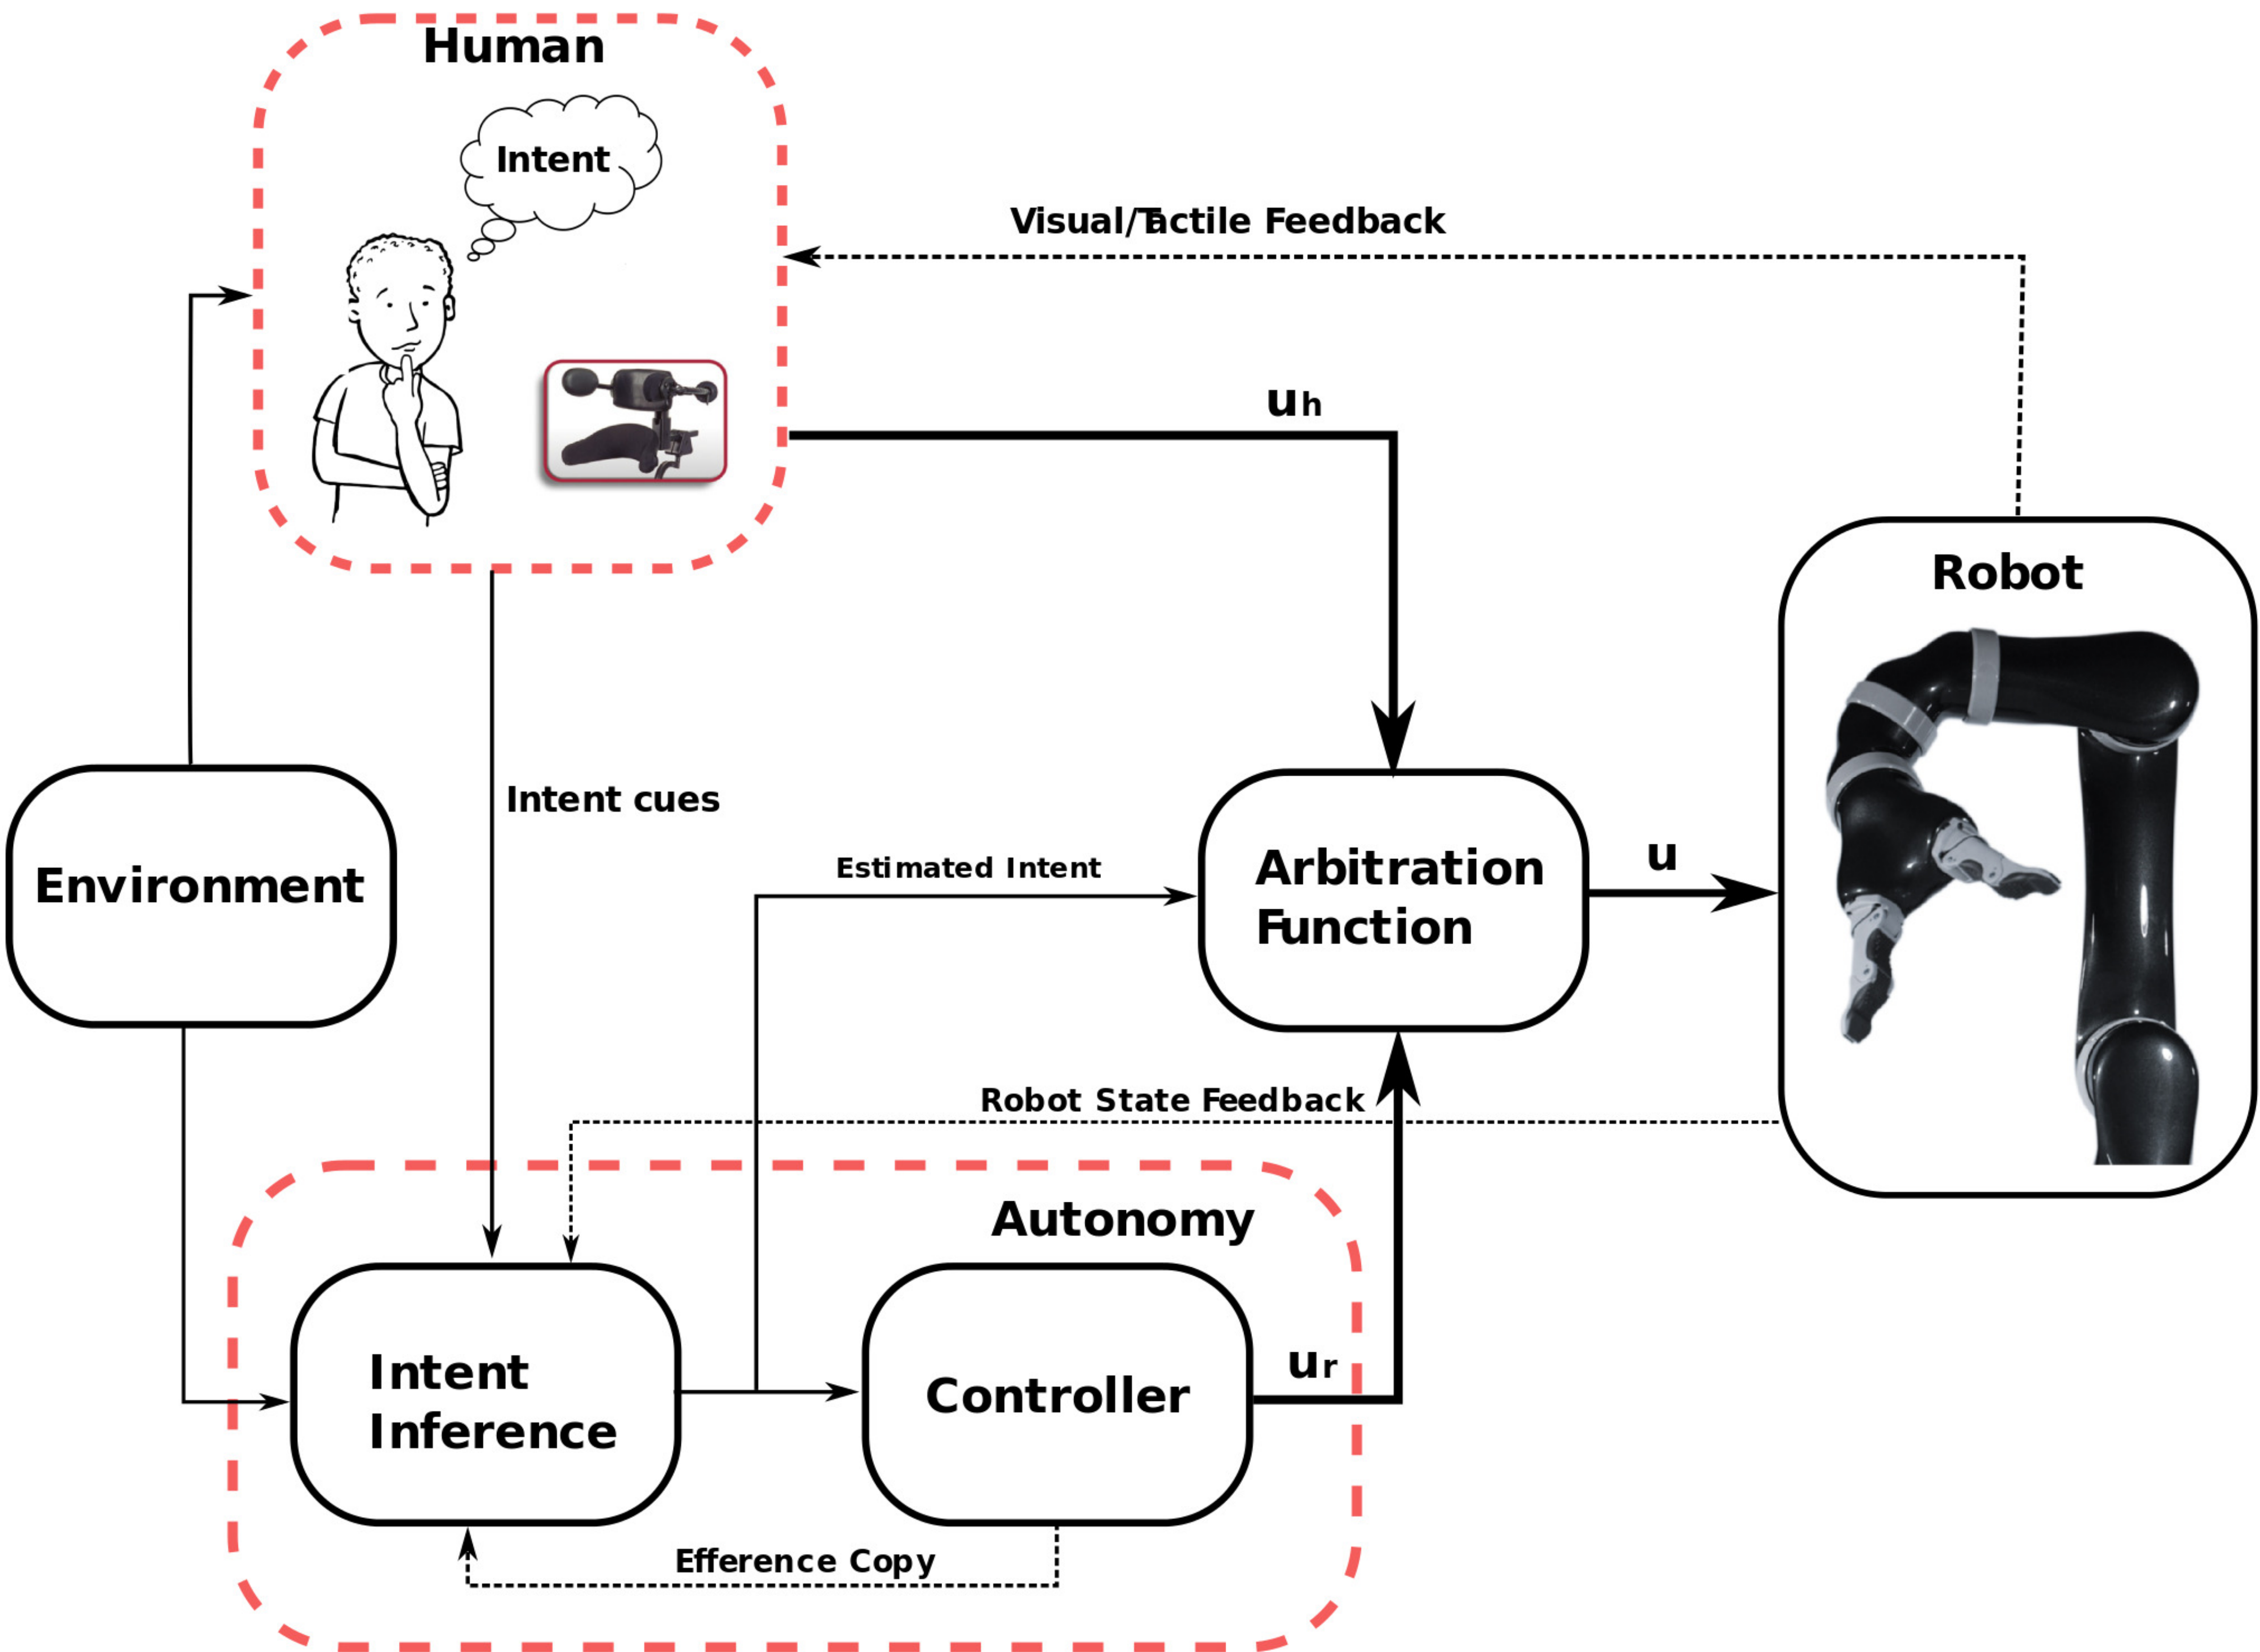 Human
Intent
Visual/Tactile Feedback
uh
Robot
Intent cues
Environment
Estimated Intent
Arbitration
Function
u
Robot State Feedback
Autonomy
Intent
Inference
Controller
ur
Efference Copy